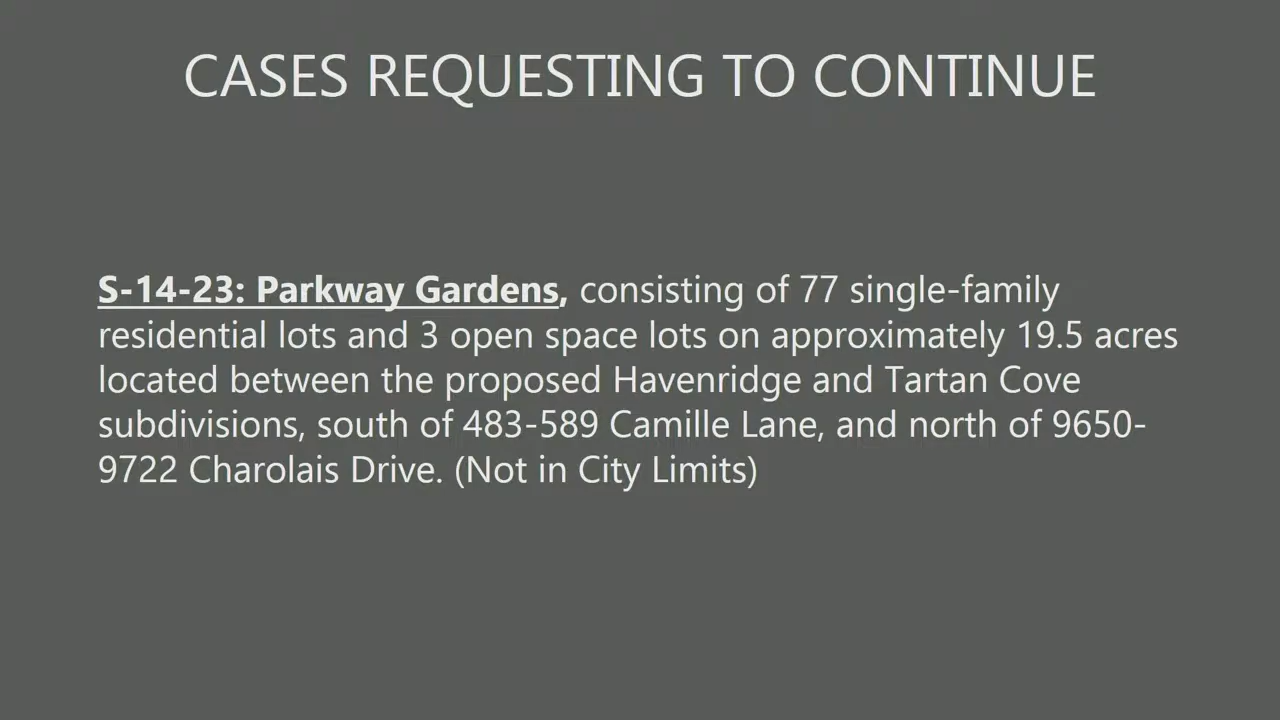 CASES REQUESTING TO CONTINUE
S-14-23: Parkway Gardens, consisting of 77 single-family
residential lots and 3 open space lots on approximately 19.5 acres
located between the proposed Havenridge and Tartan Cove
subdivisions, south of 483-589 Camille Lane, and north of 9650-
9722 Charolais Drive. (Not in City Limits)